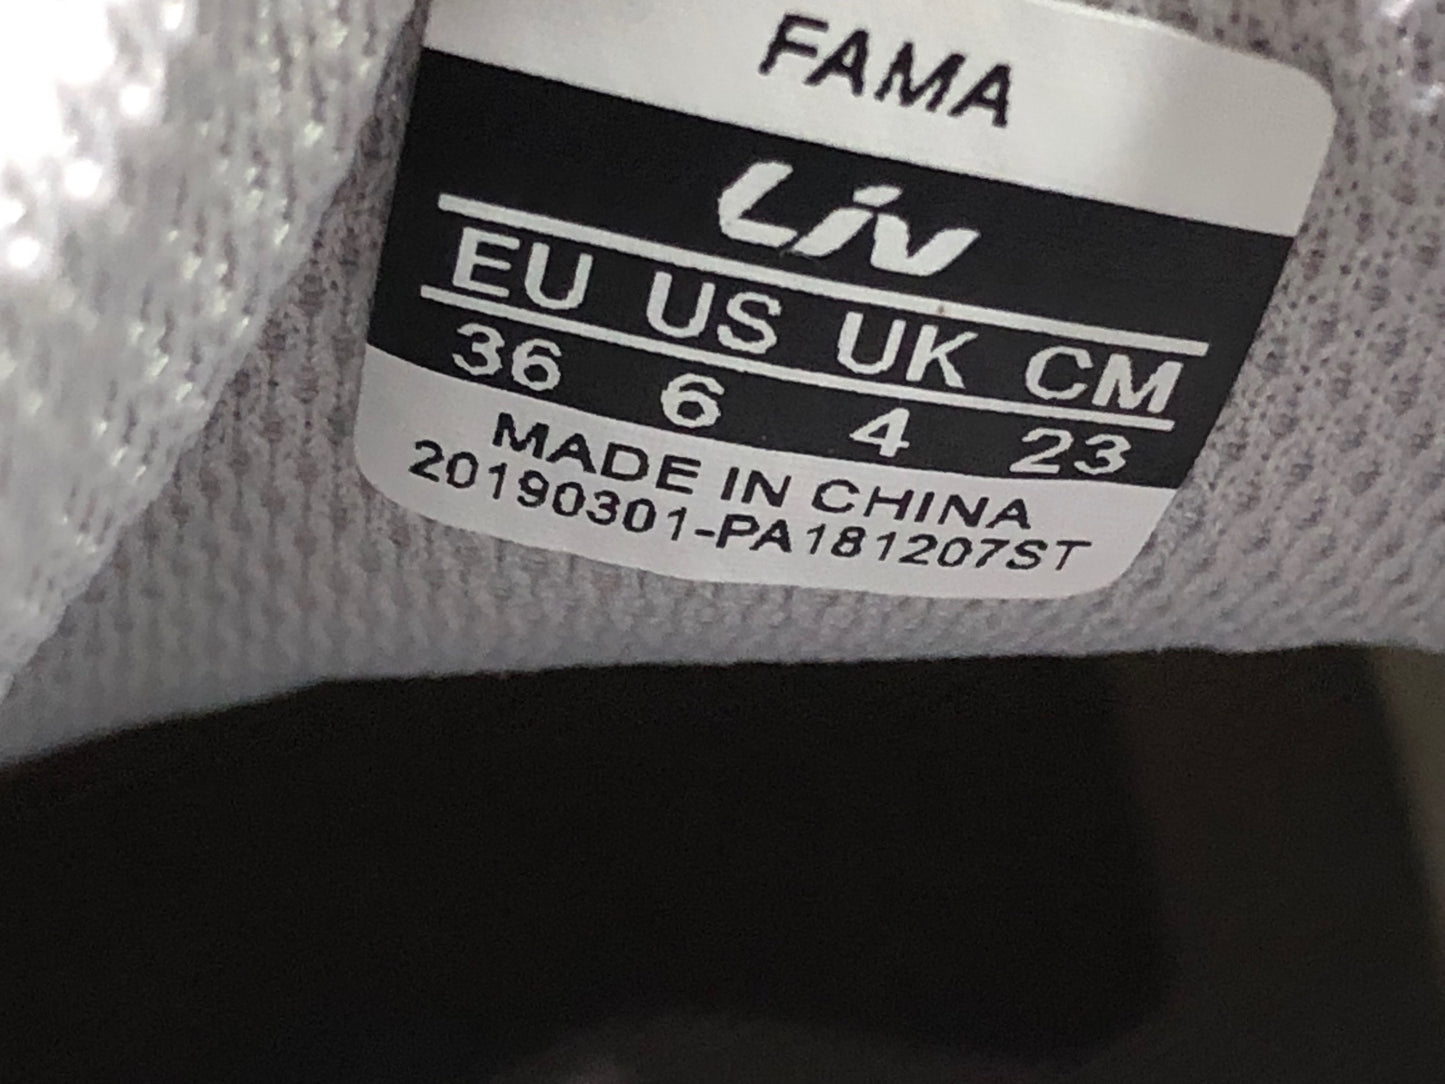 FAMA
Liv
EU US UK CM
36 6 4 23
MADE IN CHINA
20190301-PA181207ST